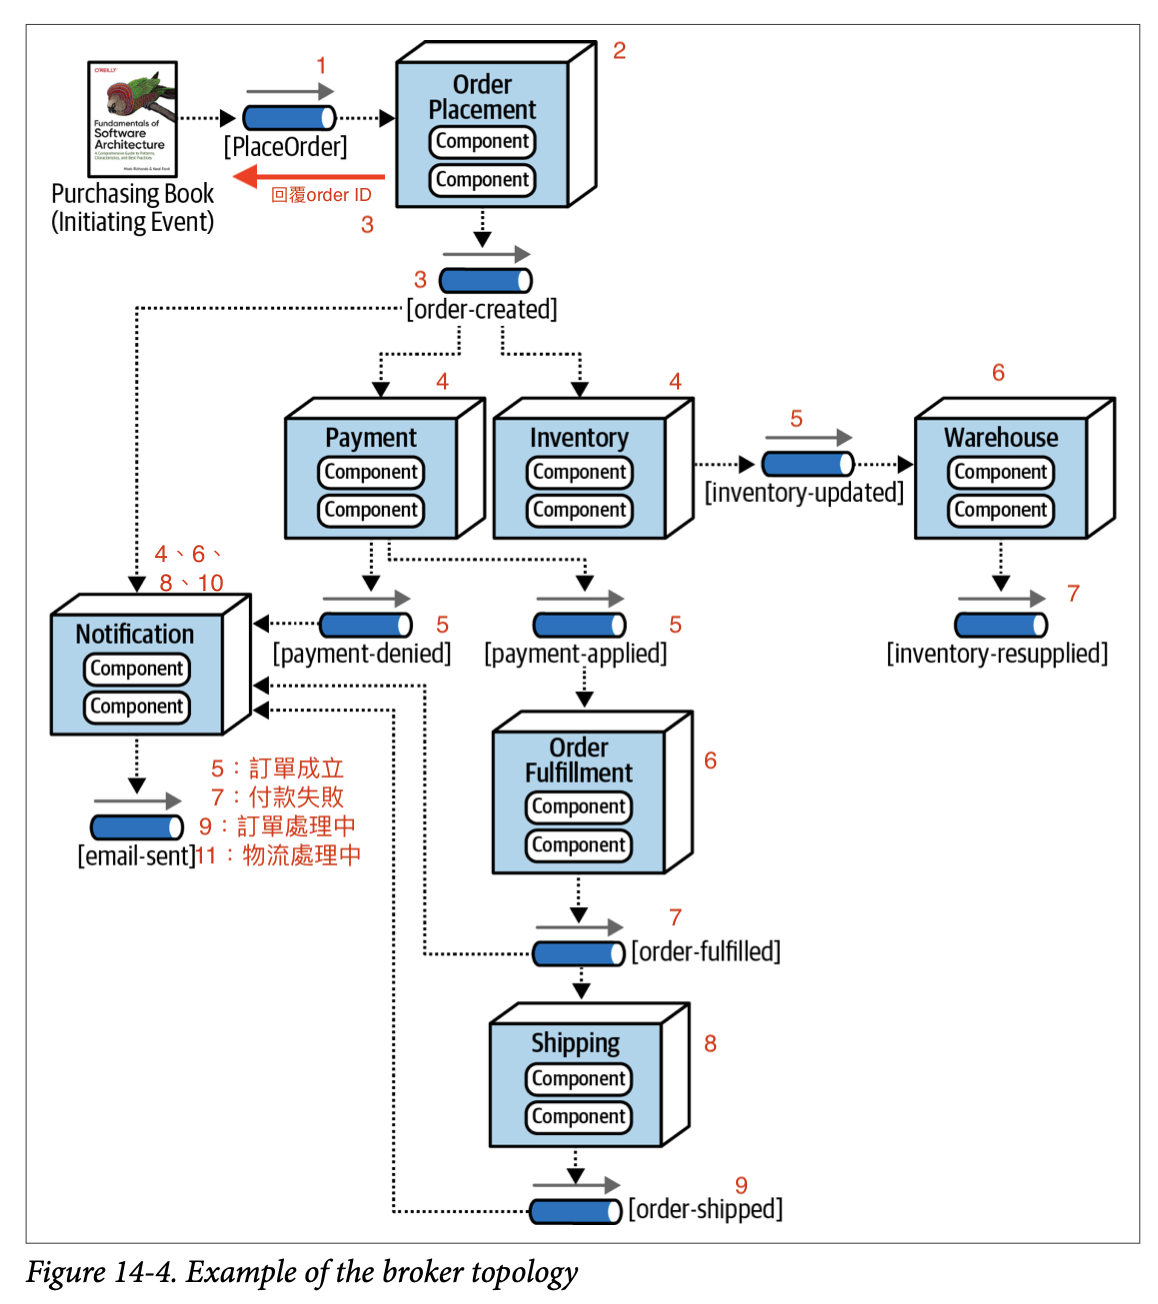 1
2
O'REILLY®
Fundamentals of
Software
Architecture
Order
Placement
Component
Component
[PlaceOrder]
回覆order ID
Purchasing Book
(Initiating Event)
3
3
[order-created]
4
4
6
Payment
Component
Component
Inventory
Component
Component
5
[inventory-updated]
Warehouse
Component
Component
4、6、
8、10
Notification
Component
Component
5
[payment-denied]
5
[payment-applied]
7
[inventory-resupplied]
5：訂單成立
7：付款失敗
9：訂單處理中
11：物流處理中
[email-sent]
Order
Fulfillment
Component
Component
6
7
[order-fulfilled]
Shipping
Component
Component
8
9
[order-shipped]
Figure 14-4. Example of the broker topology